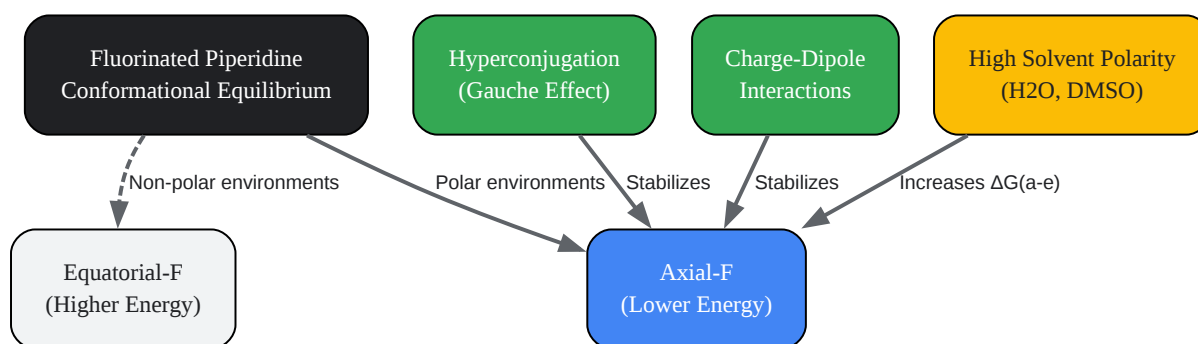 Fluorinated Piperidine
Conformational Equilibrium
Hyperconjugation
(Gauche Effect)
Charge-Dipole
Interactions
High Solvent Polarity
(H2O, DMSO)
Non-polar environments
Polar environments
Stabilizes
Stabilizes
Increases ΔG(a-e)
Equatorial-F
(Higher Energy)
Axial-F
(Lower Energy)